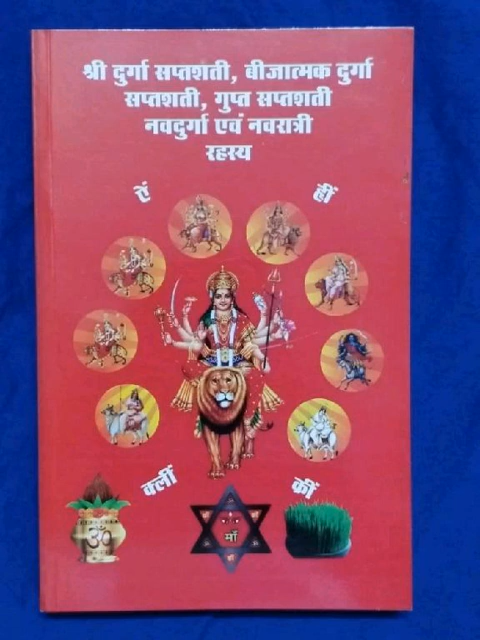 श्री दुर्गा सप्तशती, बीजात्मक दुर्गा
सप्तशती, गुप्त सप्तशती
नवदुर्गा एवं नवरात्री
रहस्य
ऐं
ह्रीं
क्लीं
क्रीं
ॐ
माँ